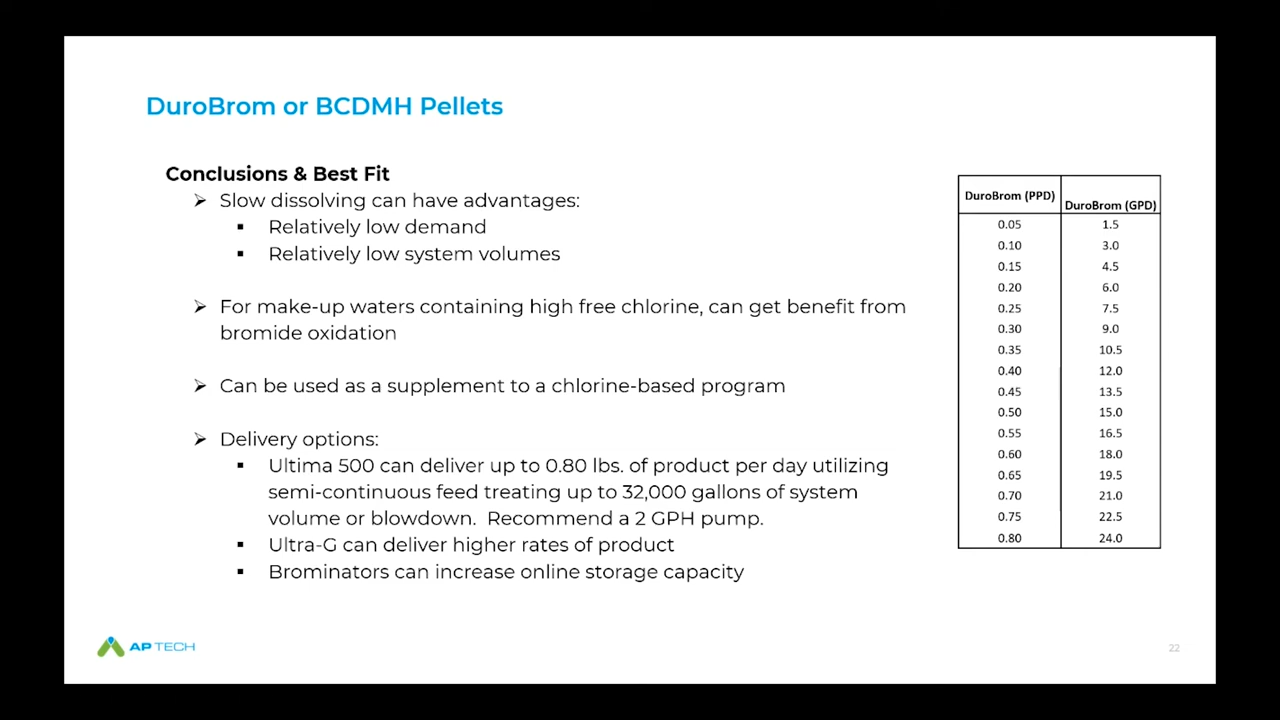 DuroBrom or BCDMH Pellets
Conclusions & Best Fit
➢ Slow dissolving can have advantages:
▪ Relatively low demand
▪ Relatively low system volumes
➢ For make-up waters containing high free chlorine, can get benefit from
bromide oxidation
➢ Can be used as a supplement to a chlorine-based program
➢ Delivery options:
▪ Ultima 500 can deliver up to 0.80 lbs. of product per day utilizing
semi-continuous feed treating up to 32,000 gallons of system
volume or blowdown.  Recommend a 2 GPH pump.
▪ Ultra-G can deliver higher rates of product
▪ Brominators can increase online storage capacity
DuroBrom (PPD) DuroBrom (GPD)
0.05 1.5
0.10 3.0
0.15 4.5
0.20 6.0
0.25 7.5
0.30 9.0
0.35 10.5
0.40 12.0
0.45 13.5
0.50 15.0
0.55 16.5
0.60 18.0
0.65 19.5
0.70 21.0
0.75 22.5
0.80 24.0
AP TECH
22